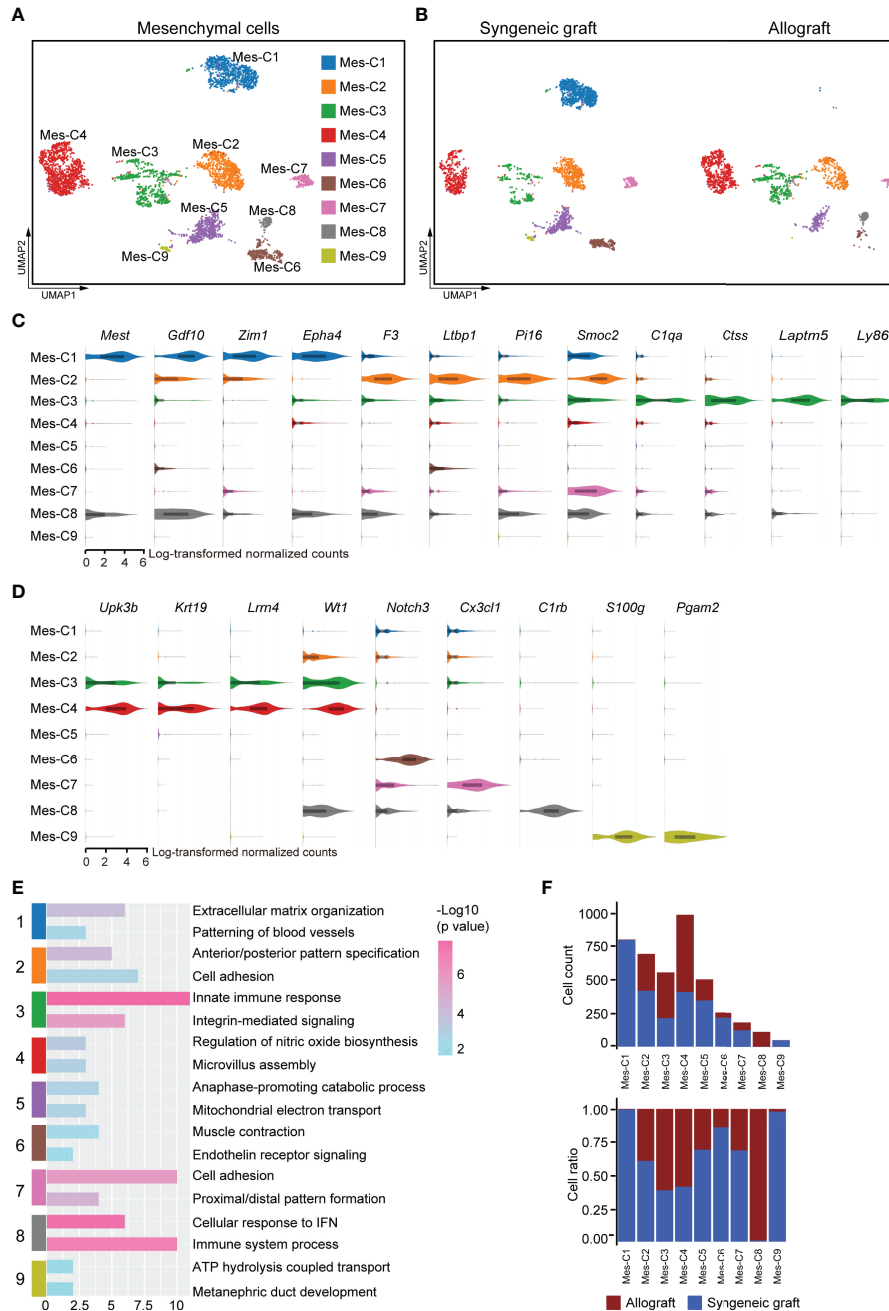 A
Mesenchymal cells
Mes-C1
Mes-C4
Mes-C3
Mes-C2
Mes-C7
Mes-C5
Mes-C8
Mes-C9
Mes-C6
UMAP2
UMAP1
Mes-C1
Mes-C2
Mes-C3
Mes-C4
Mes-C5
Mes-C6
Mes-C7
Mes-C8
Mes-C9
B
Syngeneic graft Allograft
UMAP2
UMAP1
C
Mest Gdf10 Zim1 Epha4 F3 Ltbp1 Pi16 Smoc2 C1qa Ctss Laptm5 Ly86
Mes-C1
Mes-C2
Mes-C3
Mes-C4
Mes-C5
Mes-C6
Mes-C7
Mes-C8
Mes-C9
0 2 4 6 Log-transformed normalized counts
D
Upk3b Krt19 Lrrn4 Wt1 Notch3 Cx3cl1 C1rb S100g Pgam2
Mes-C1
Mes-C2
Mes-C3
Mes-C4
Mes-C5
Mes-C6
Mes-C7
Mes-C8
Mes-C9
0 2 4 6 Log-transformed normalized counts
E
1 Extracellular matrix organization
Patterning of blood vessels
2 Anterior/posterior pattern specification
Cell adhesion
3 Innate immune response
Integrin-mediated signaling
4 Regulation of nitric oxide biosynthesis
Microvillus assembly
5 Anaphase-promoting catabolic process
Mitochondrial electron transport
6 Muscle contraction
Endothelin receptor signaling
7 Cell adhesion
Proximal/distal pattern formation
8 Cellular response to IFN
Immune system process
9 ATP hydrolysis coupled transport
Metanephric duct development
0 2.5 5 7.5 10
-Log10
(p value)
6
4
2
F
Cell count
1000
750
500
250
0
Mes-C1 Mes-C2 Mes-C3 Mes-C4 Mes-C5 Mes-C6 Mes-C7 Mes-C8 Mes-C9
Cell ratio
1.00
0.75
0.50
0.25
0.00
Mes-C1 Mes-C2 Mes-C3 Mes-C4 Mes-C5 Mes-C6 Mes-C7 Mes-C8 Mes-C9
Allograft Syngeneic graft